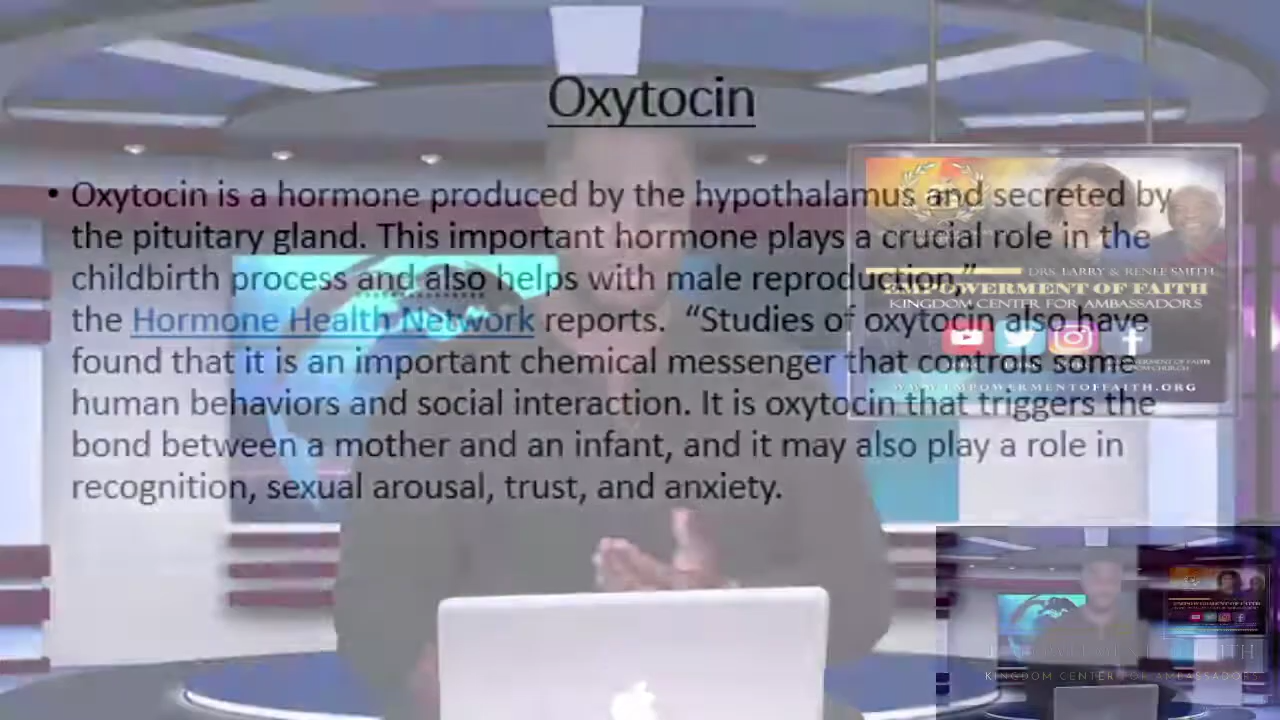 Oxytocin
• Oxytocin is a hormone produced by the hypothalamus and secreted by
the pituitary gland. This important hormone plays a crucial role in the
childbirth process and also helps with male reproduction,”
the Hormone Health Network reports. “Studies of oxytocin also have
found that it is an important chemical messenger that controls some
human behaviors and social interaction. It is oxytocin that triggers the
bond between a mother and an infant, and it may also play a role in
recognition, sexual arousal, trust, and anxiety.
DRS. LARRY & RENEE SMITH
EMPOWERMENT OF FAITH
KINGDOM CENTER FOR AMBASSADORS
WWW.EMPOWERMENTOFFAITH.ORG
EMPOWERMENT OF FAITH
KINGDOM CENTER FOR AMBASSADORS